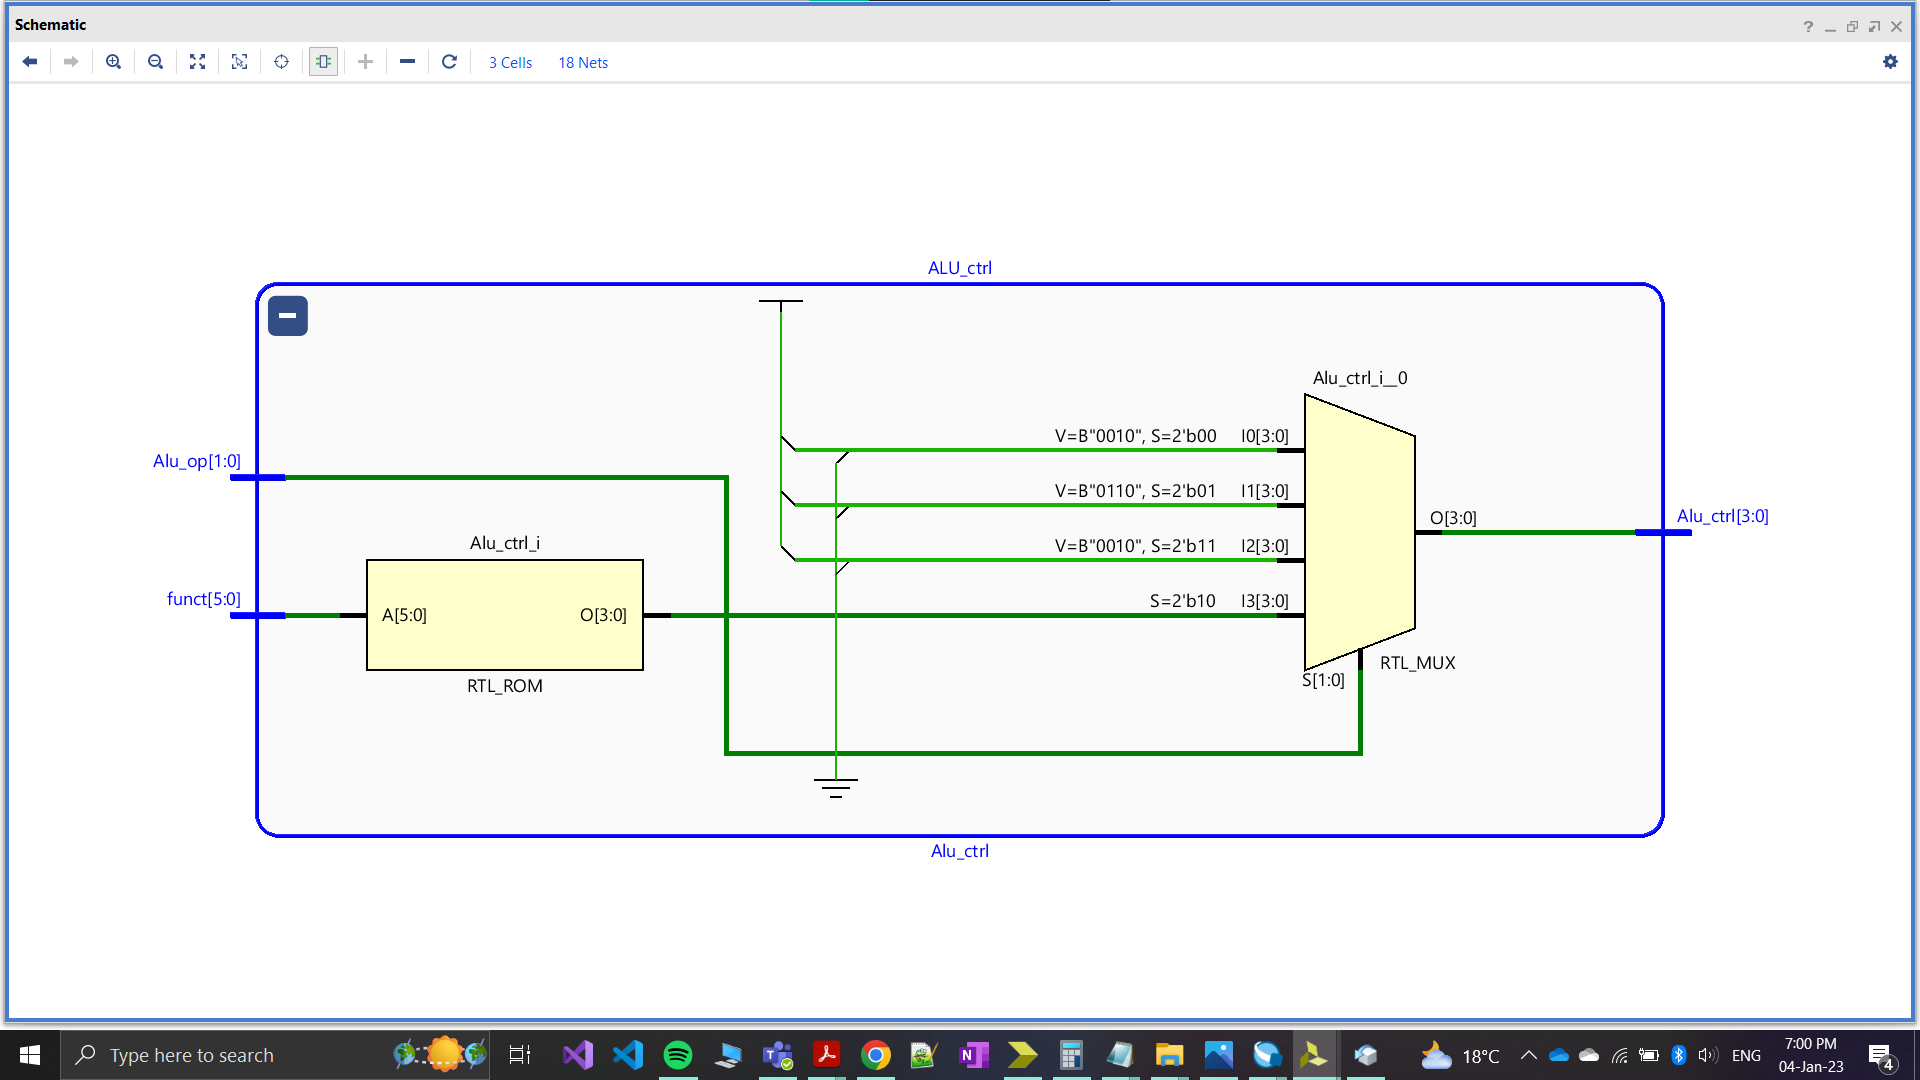 Schematic
3 Cells 18 Nets
ALU_ctrl
Alu_ctrl_i__0
V=B"0010", S=2'b00 I0[3:0]
Alu_op[1:0]
V=B"0110", S=2'b01 I1[3:0]
O[3:0] Alu_ctrl[3:0]
Alu_ctrl_i
V=B"0010", S=2'b11 I2[3:0]
funct[5:0]
A[5:0] O[3:0]
S=2'b10 I3[3:0]
RTL_ROM
S[1:0]
RTL_MUX
Alu_ctrl
Type here to search
18°C
ENG
7:00 PM
04-Jan-23
4